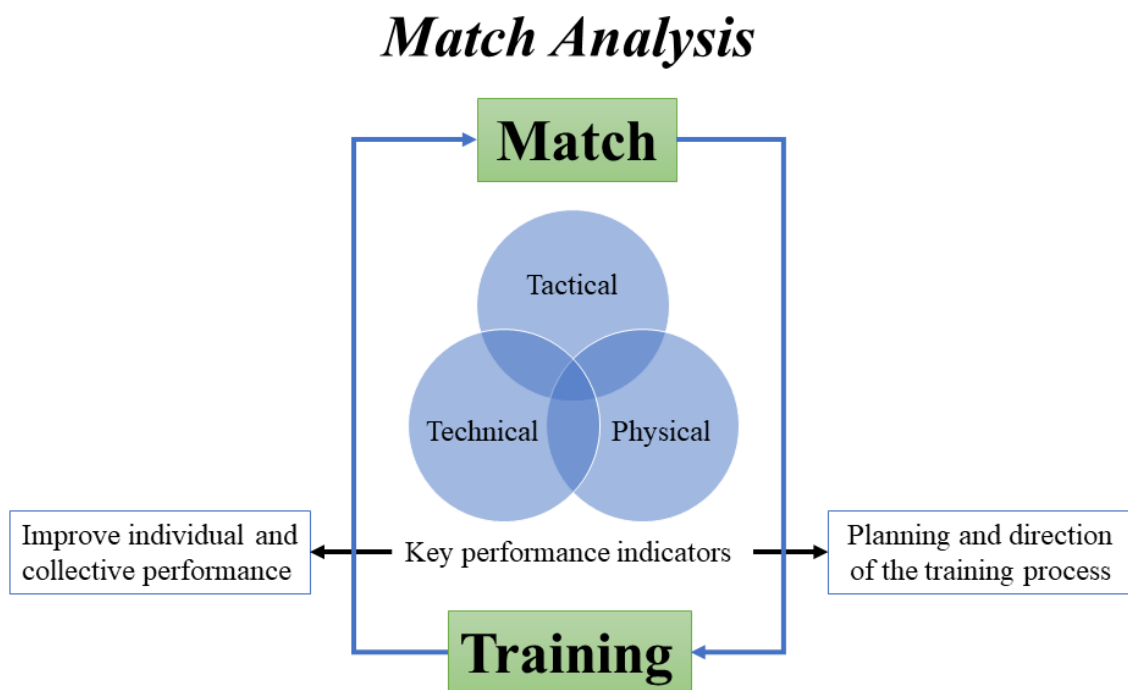 Match Analysis
Match
Tactical
Technical
Physical
Improve individual and
collective performance
Key performance indicators
Planning and direction
of the training process
Training